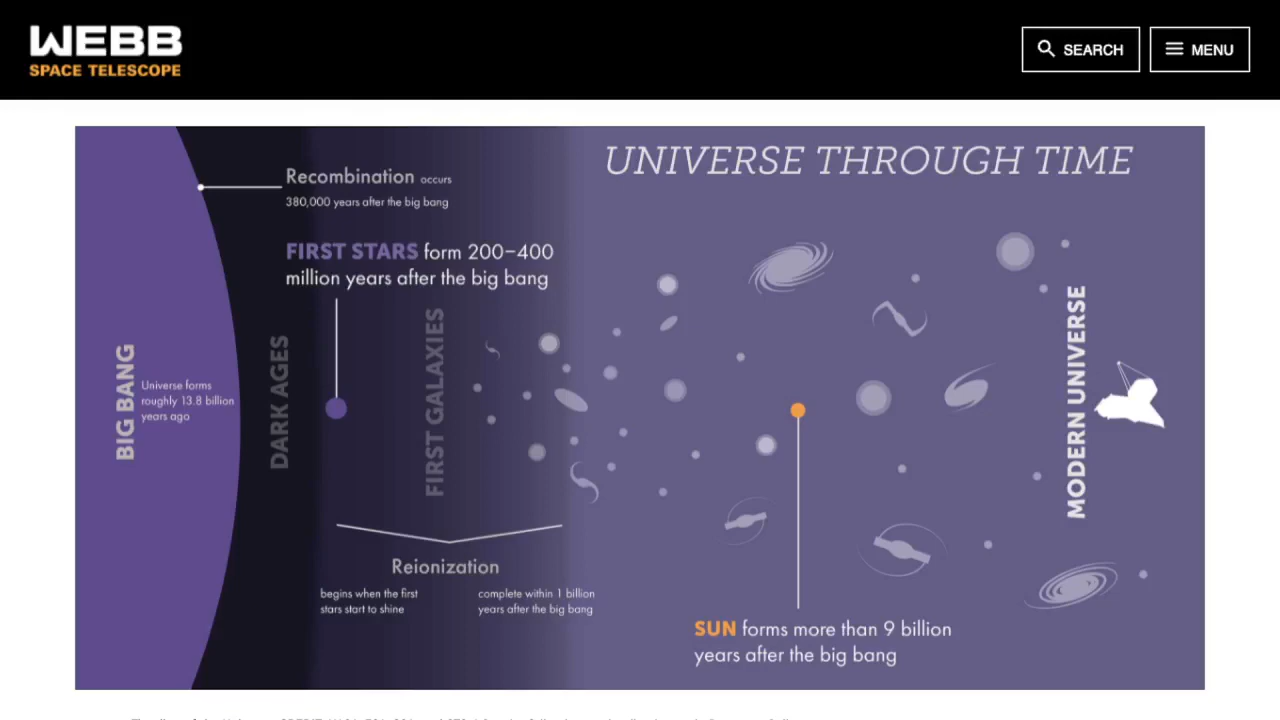 WEBB
SPACE TELESCOPE
SEARCH
MENU
UNIVERSE THROUGH TIME
Recombination occurs
380,000 years after the big bang
FIRST STARS form 200–400
million years after the big bang
BIG BANG
Universe forms
roughly 13.8 billion
years ago
DARK AGES
FIRST GALAXIES
MODERN UNIVERSE
Reionization
begins when the first
stars start to shine
complete within 1 billion
years after the big bang
SUN forms more than 9 billion
years after the big bang